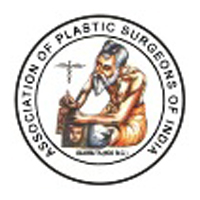 ASSOCIATION OF PLASTIC SURGEONS OF INDIA